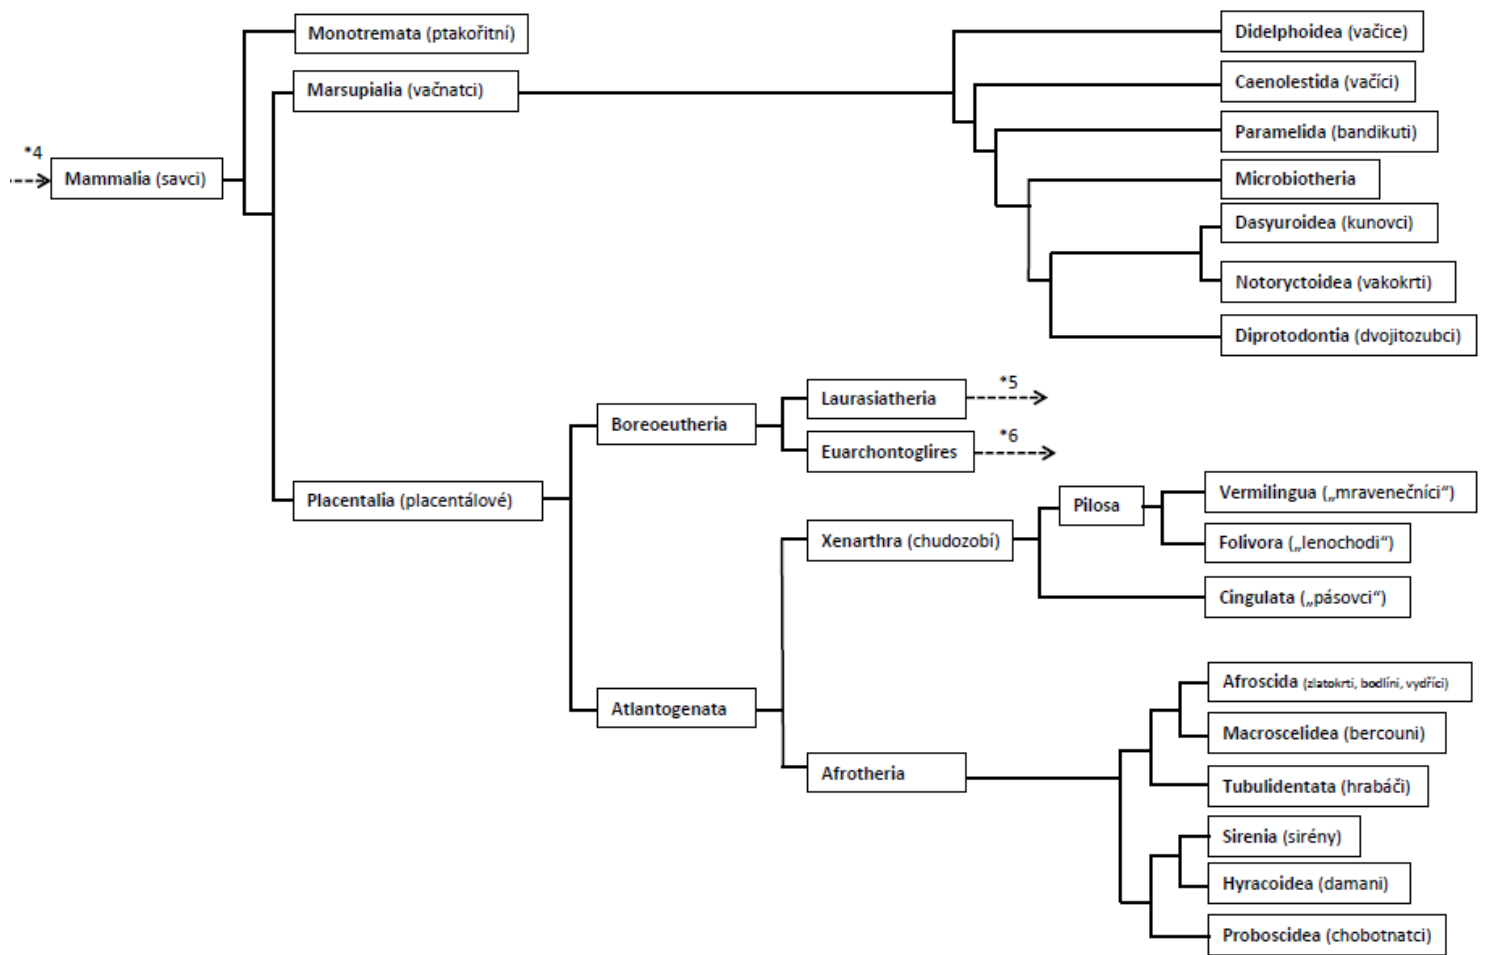 Monotremata (ptakořitní)
Didelphoidea (vačice)
Marsupialia (vačnatci)
Caenolestida (vačíci)
Paramelida (bandikuti)
*4
Mammalia (savci)
Microbiotheria
Dasyuroidea (kunovci)
Notoryctoidea (vakokrti)
Diprotodontia (dvojitozubci)
Laurasiatheria
*5
Boreoeutheria
Euarchontoglires
*6
Placentalia (placentálové)
Pilosa
Vermilingua („mravenečníci“)
Xenarthra (chudozobí)
Folivora („lenochodi“)
Cingulata („pásovci“)
Afroscida (zlatokrti, bodlíni, vydříci)
Atlantogenata
Macroscelidea (bercouni)
Afrotheria
Tubulidentata (hrabáči)
Sirenia (sirény)
Hyracoidea (damani)
Proboscidea (chobotnatci)